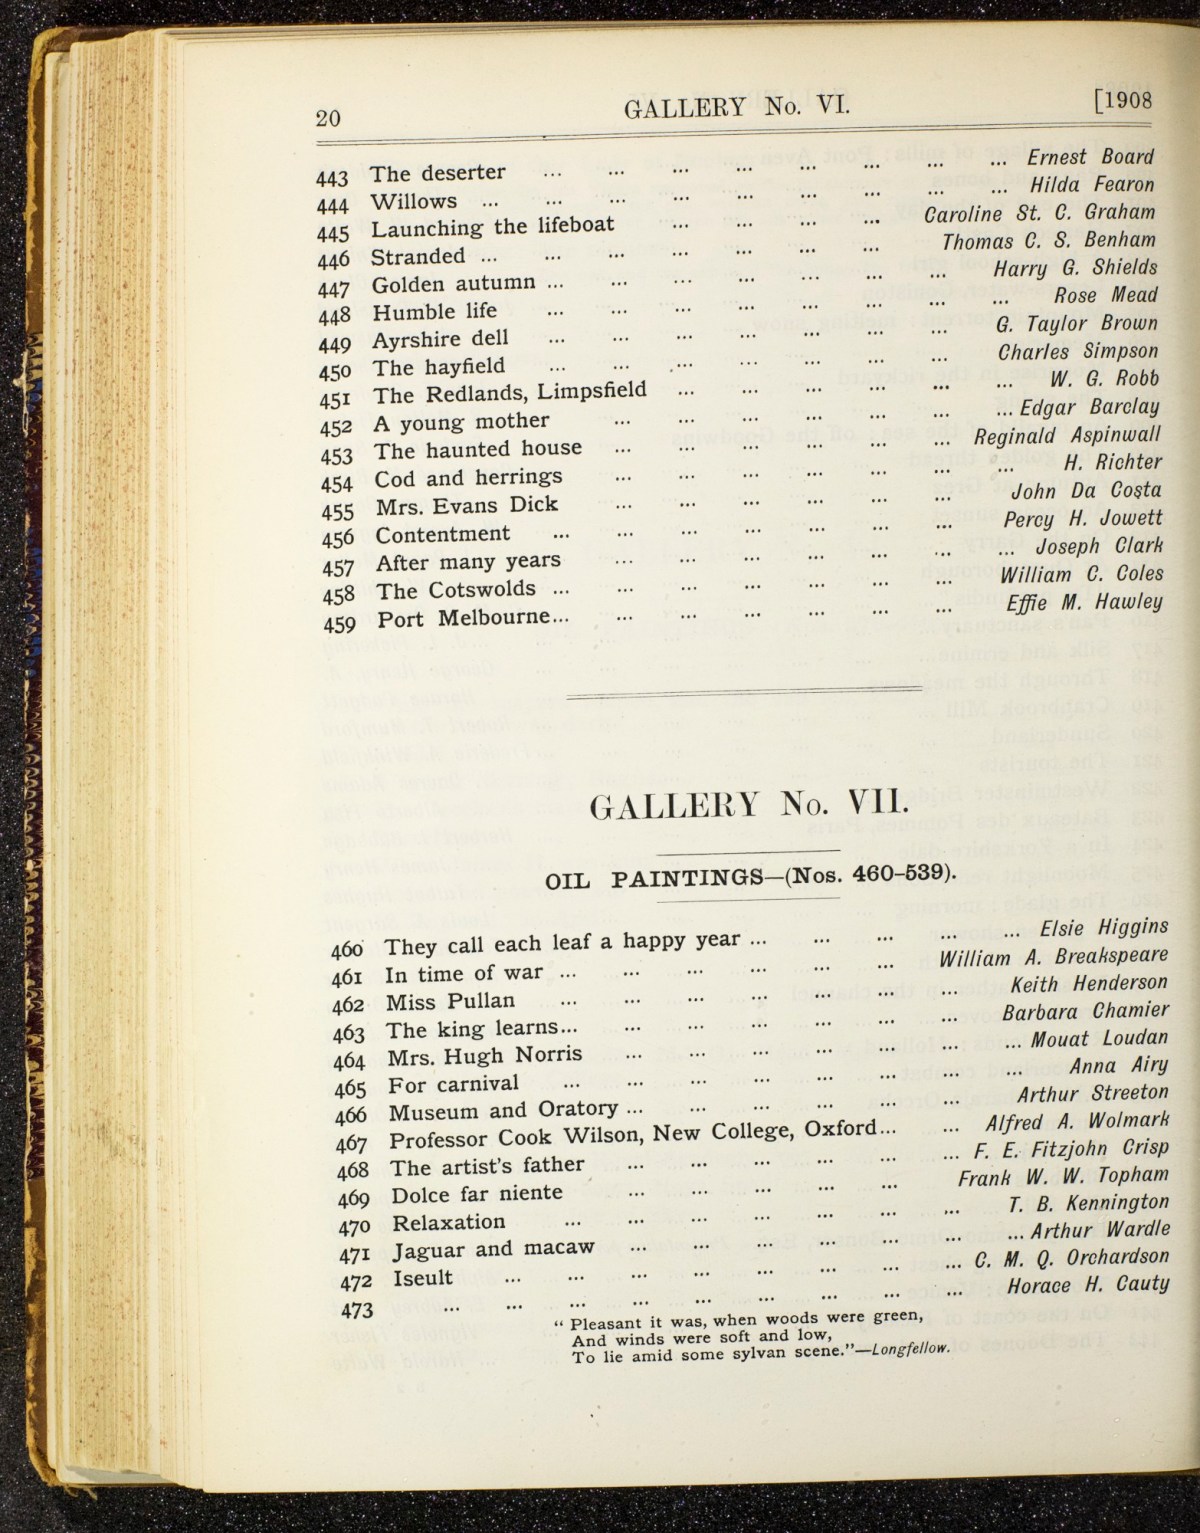 20 GALLERY No. VI. [1908
443 The deserter ... ... ... ... ... ... ... ... Ernest Board
444 Willows ... ... ... ... ... ... ... ... ... Hilda Fearon
445 Launching the lifeboat ... ... ... ... Caroline St. C. Graham
446 Stranded ... ... ... ... ... ... ... Thomas C. S. Benham
447 Golden autumn ... ... ... ... ... ... ... Harry G. Shields
448 Humble life ... ... ... ... ... ... ... ... Rose Mead
449 Ayrshire dell ... ... ... ... ... ... ... G. Taylor Brown
450 The hayfield ... ... ... ... ... ... ... Charles Simpson
451 The Redlands, Limpsfield ... ... ... ... ... ... W. G. Robb
452 A young mother ... ... ... ... ... ... ... Edgar Barclay
453 The haunted house ... ... ... ... ... ... Reginald Aspinwall
454 Cod and herrings ... ... ... ... ... ... ... H. Richter
455 Mrs. Evans Dick ... ... ... ... ... ... John Da Costa
456 Contentment ... ... ... ... ... ... ... Percy H. Jowett
457 After many years ... ... ... ... ... ... ... Joseph Clark
458 The Cotswolds ... ... ... ... ... ... ... William C. Coles
459 Port Melbourne... ... ... ... ... ... ... Effie M. Hawley
GALLERY No. VII.
OIL PAINTINGS—(Nos. 460-539).
460 They call each leaf a happy year ... ... ... ... ... Elsie Higgins
461 In time of war ... ... ... ... ... ... William A. Breakspeare
462 Miss Pullan ... ... ... ... ... ... ... Keith Henderson
463 The king learns... ... ... ... ... ... ... Barbara Chamier
464 Mrs. Hugh Norris ... ... ... ... ... ... ... Mouat Loudan
465 For carnival ... ... ... ... ... ... ... ... Anna Airy
466 Museum and Oratory ... ... ... ... ... ... Arthur Streeton
467 Professor Cook Wilson, New College, Oxford... ... Alfred A. Wolmark
468 The artist's father ... ... ... ... ... ... F. E. Fitzjohn Crisp
469 Dolce far niente ... ... ... ... ... Frank W. W. Topham
470 Relaxation ... ... ... ... ... ... ... T. B. Kennington
471 Jaguar and macaw ... ... ... ... ... ... ... Arthur Wardle
472 Iseult ... ... ... ... ... ... ... ... C. M. Q. Orchardson
473 ... ... ... ... ... ... ... ... ... Horace H. Cauty
“ Pleasant it was, when woods were green,
And winds were soft and low,
To lie amid some sylvan scene.”—Longfellow.